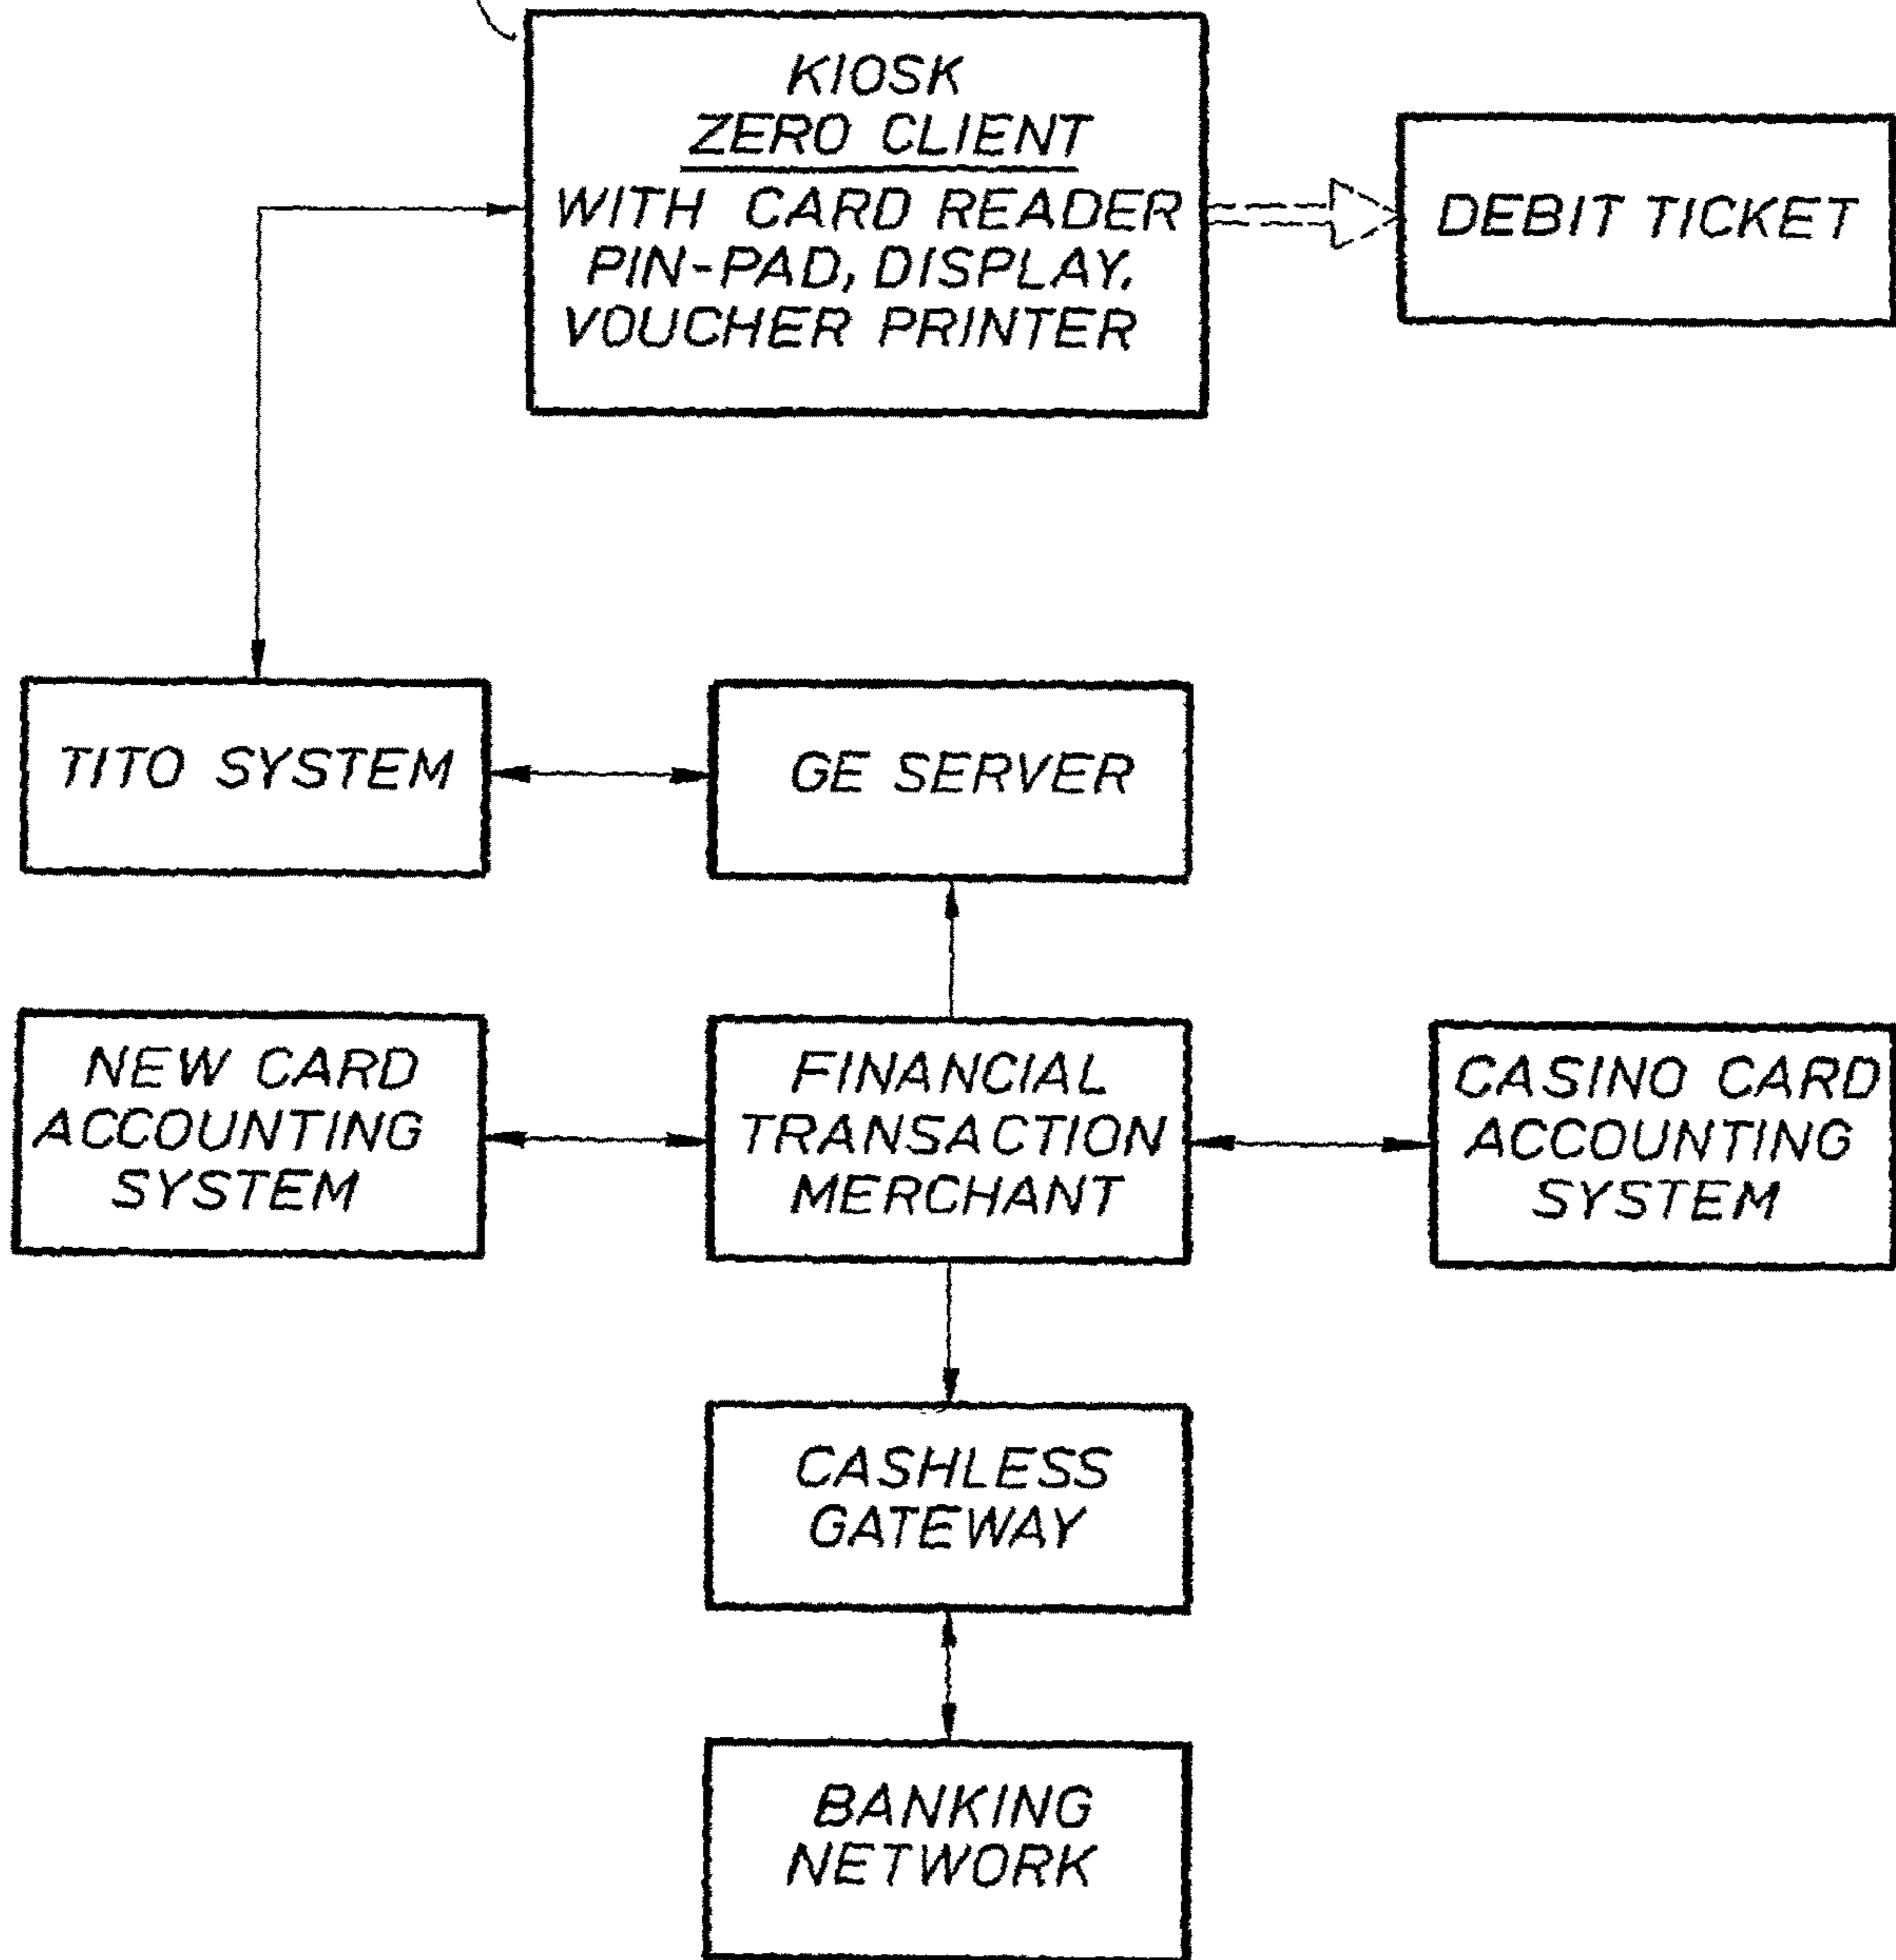 KIOSK
ZERO CLIENT
WITH CARD READER
PIN-PAD, DISPLAY,
VOUCHER PRINTER
DEBIT TICKET
TITO SYSTEM
GE SERVER
NEW CARD
ACCOUNTING
SYSTEM
FINANCIAL
TRANSACTION
MERCHANT
CASINO CARD
ACCOUNTING
SYSTEM
CASHLESS
GATEWAY
BANKING
NETWORK